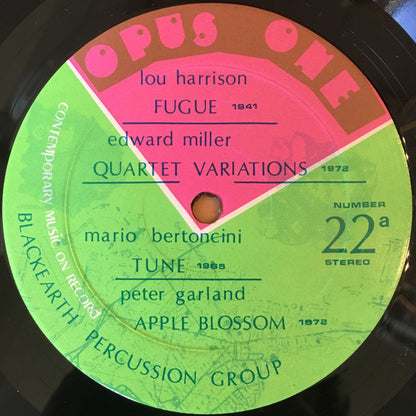 OPUS ONE
lou harrison
FUGUE 1941
edward miller
QUARTET VARIATIONS 1972
mario bertoncini
TUNE 1965
peter garland
APPLE BLOSSOM 1972
NUMBER
22a
STEREO
CONTEMPORARY MUSIC ON RECORD
BLACKEARTH PERCUSSION GROUP